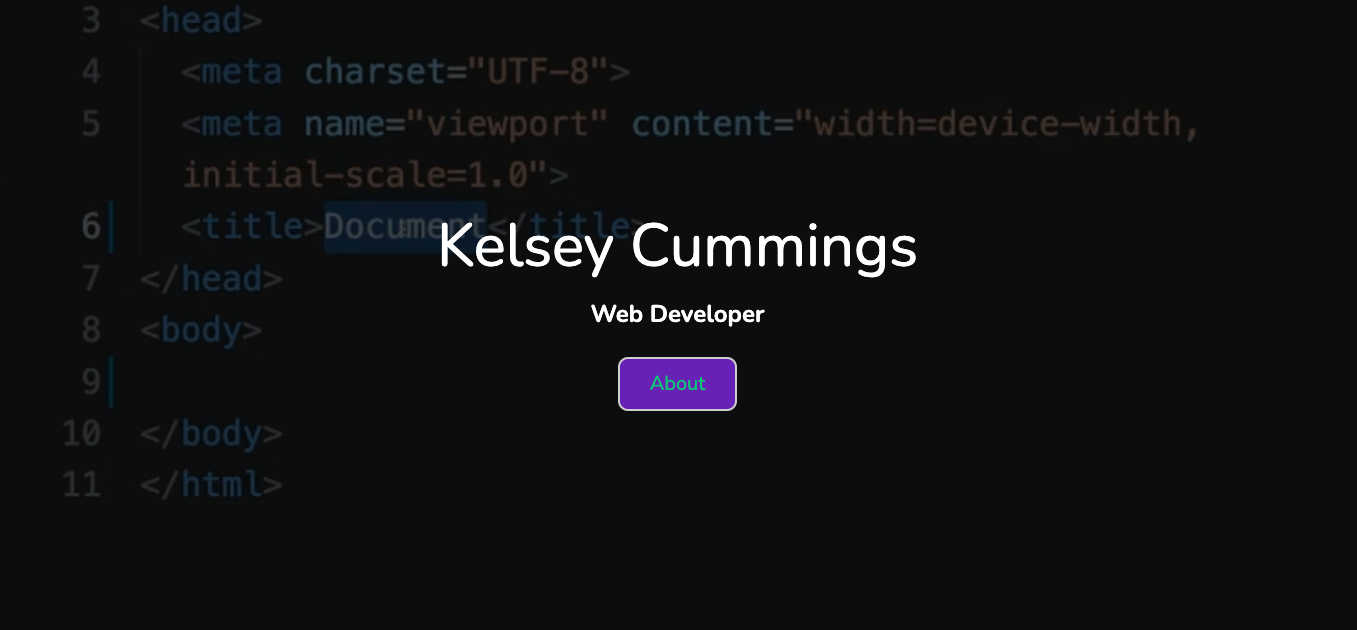 3 <head>
4 <meta charset="UTF-8">
5 <meta name="viewport" content="width=device-width,
initial-scale=1.0">
6 <title>Document</title>
Kelsey Cummings
7 </head>
Web Developer
8 <body>
9
About
10 </body>
11 </html>